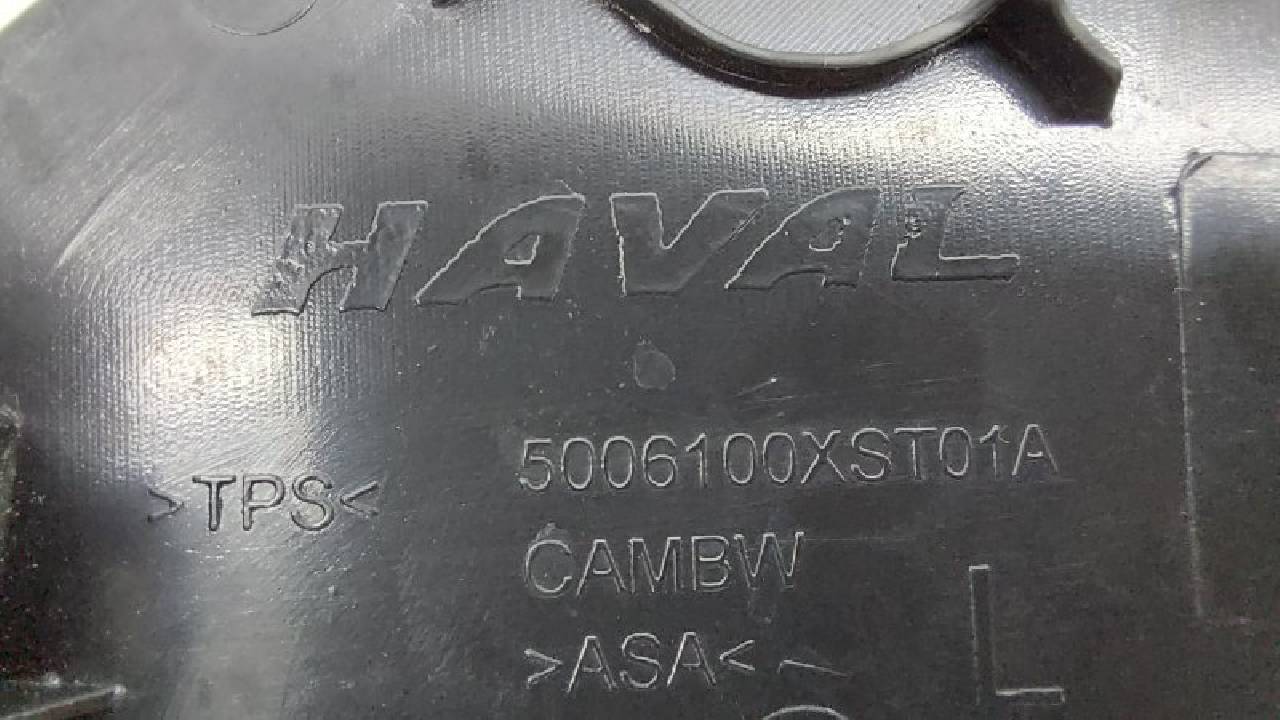 HAVAL
5006100XST01A
>TPS<
CAMBW
>ASA<
L